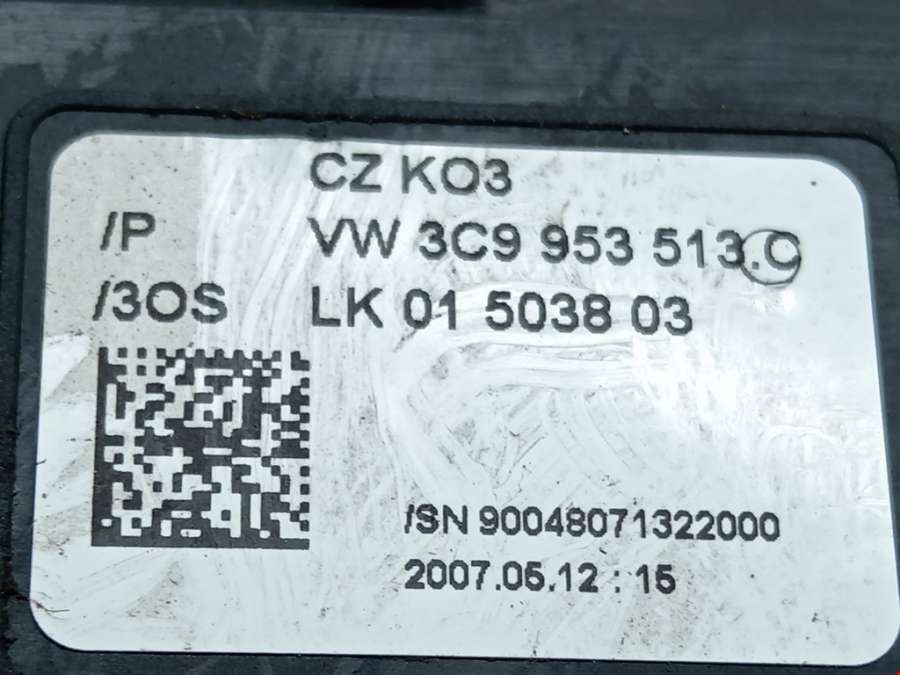 CZ KO3
/P VW 3C9 953 513.C
/3OS LK 01 5038 03
/SN 90048071322000
2007.05.12 : 15